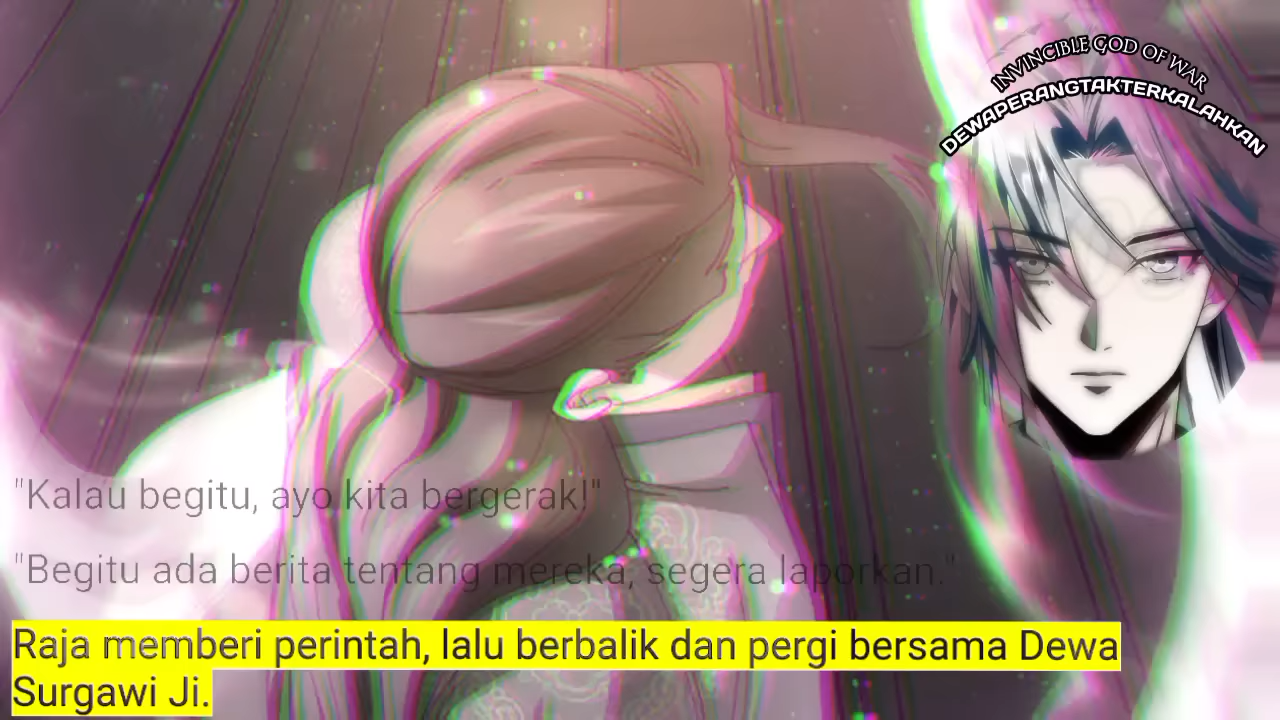 INVINCIBLE GOD OF WAR
DEWAPERANGTAKTERKALAHKAN
"Kalau begitu, ayo kita bergerak!"
"Begitu ada berita tentang mereka, segera laporkan."
Raja memberi perintah, lalu berbalik dan pergi bersama Dewa
Surgawi Ji.